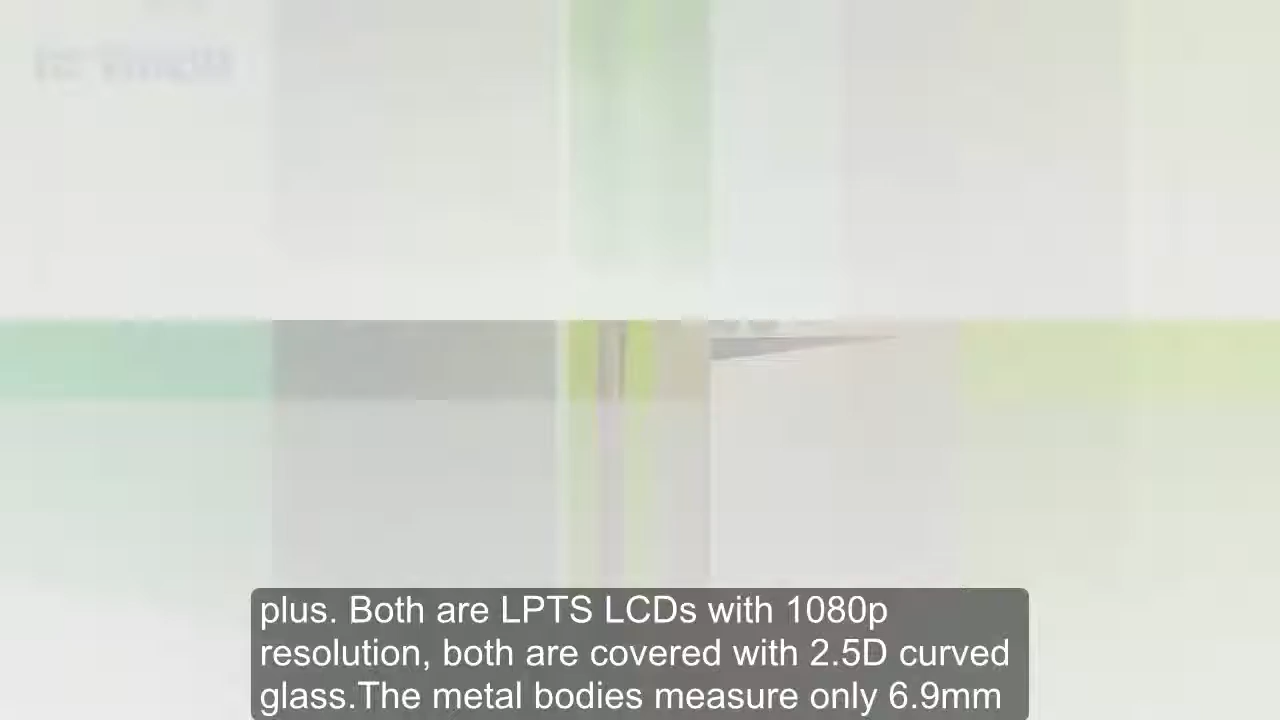 plus. Both are LPTS LCDs with 1080p
resolution, both are covered with 2.5D curved
glass.The metal bodies measure only 6.9mm